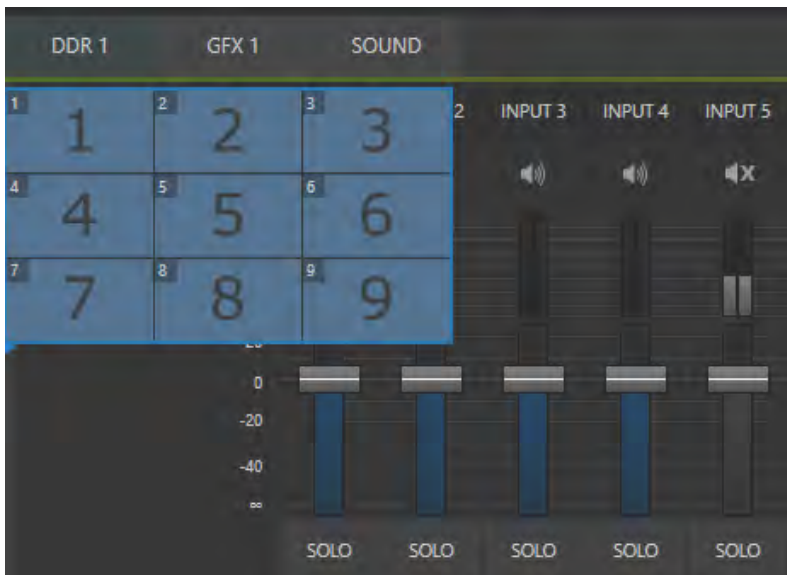 DDR 1 GFX 1 SOUND
1 1 2 2 3 3
2 INPUT 3 INPUT 4 INPUT 5
4 4 5 5 6 6
7 7 8 8 9 9
0
-20
-40
∞
SOLO SOLO SOLO SOLO SOLO